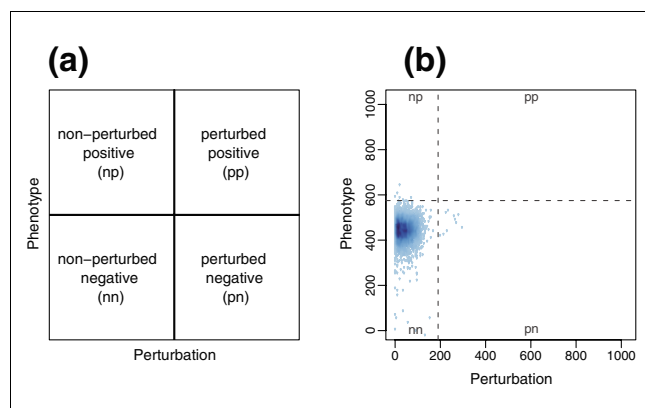 (a)
non-perturbed
positive
(np)
perturbed
positive
(pp)
non-perturbed
negative
(nn)
perturbed
negative
(pn)
Phenotype
Perturbation
(b)
np
pp
nn
pn
1000
800
600
400
200
0
Phenotype
0 200 400 600 800 1000
Perturbation